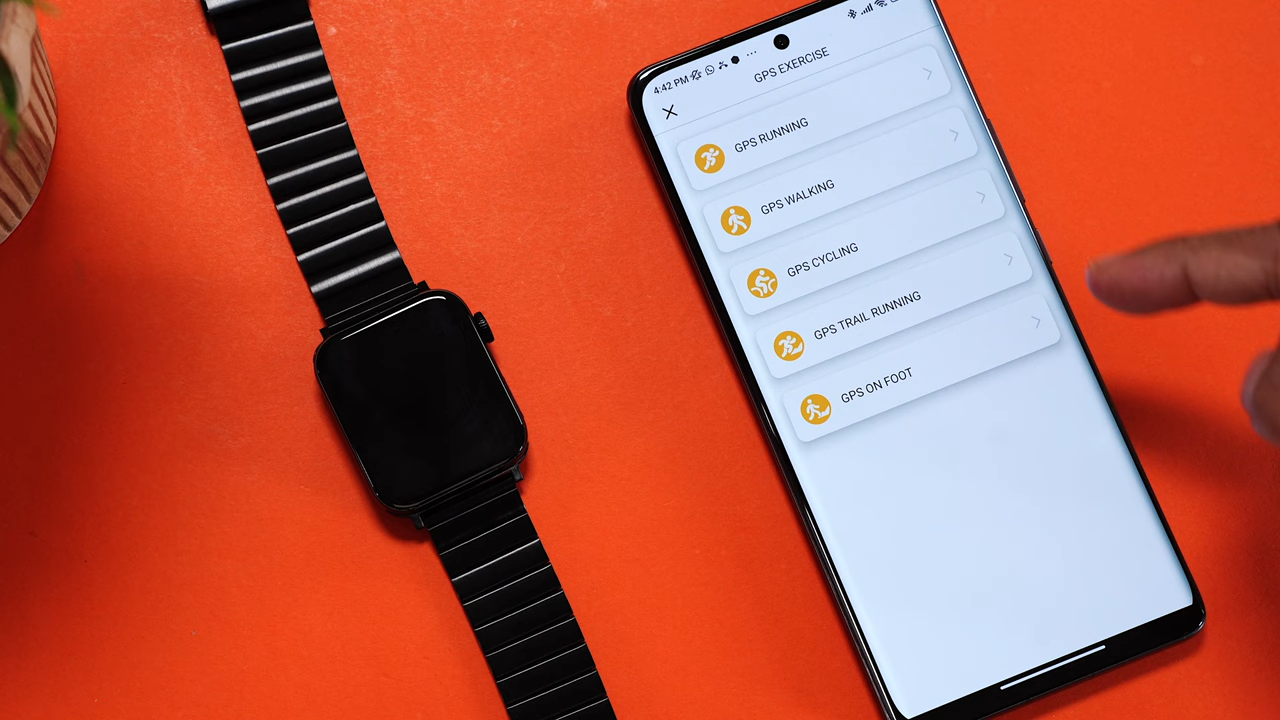 4:42 PM
GPS EXERCISE
GPS RUNNING
GPS WALKING
GPS CYCLING
GPS TRAIL RUNNING
GPS ON FOOT